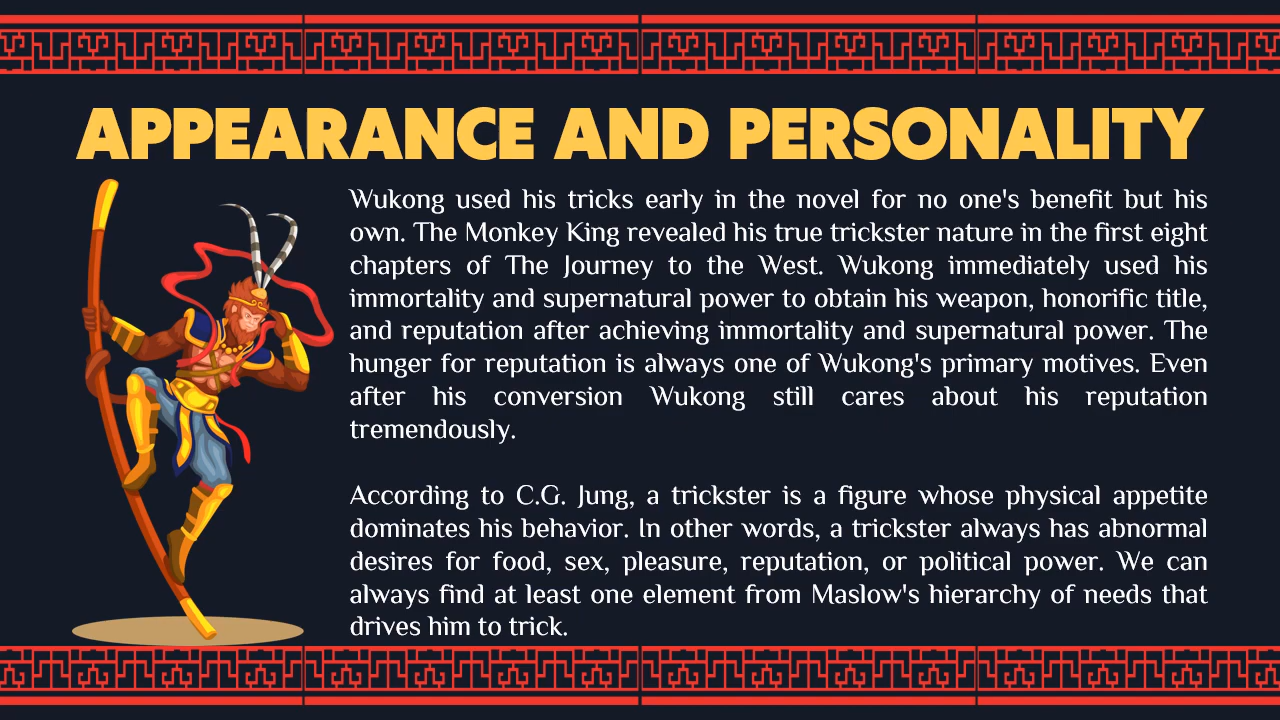 APPEARANCE AND PERSONALITY
Wukong used his tricks early in the novel for no one's benefit but his
own. The Monkey King revealed his true trickster nature in the first eight
chapters of The Journey to the West. Wukong immediately used his
immortality and supernatural power to obtain his weapon, honorific title,
and reputation after achieving immortality and supernatural power. The
hunger for reputation is always one of Wukong's primary motives. Even
after his conversion Wukong still cares about his reputation
tremendously.
According to C.G. Jung, a trickster is a figure whose physical appetite
dominates his behavior. In other words, a trickster always has abnormal
desires for food, sex, pleasure, reputation, or political power. We can
always find at least one element from Maslow's hierarchy of needs that
drives him to trick.